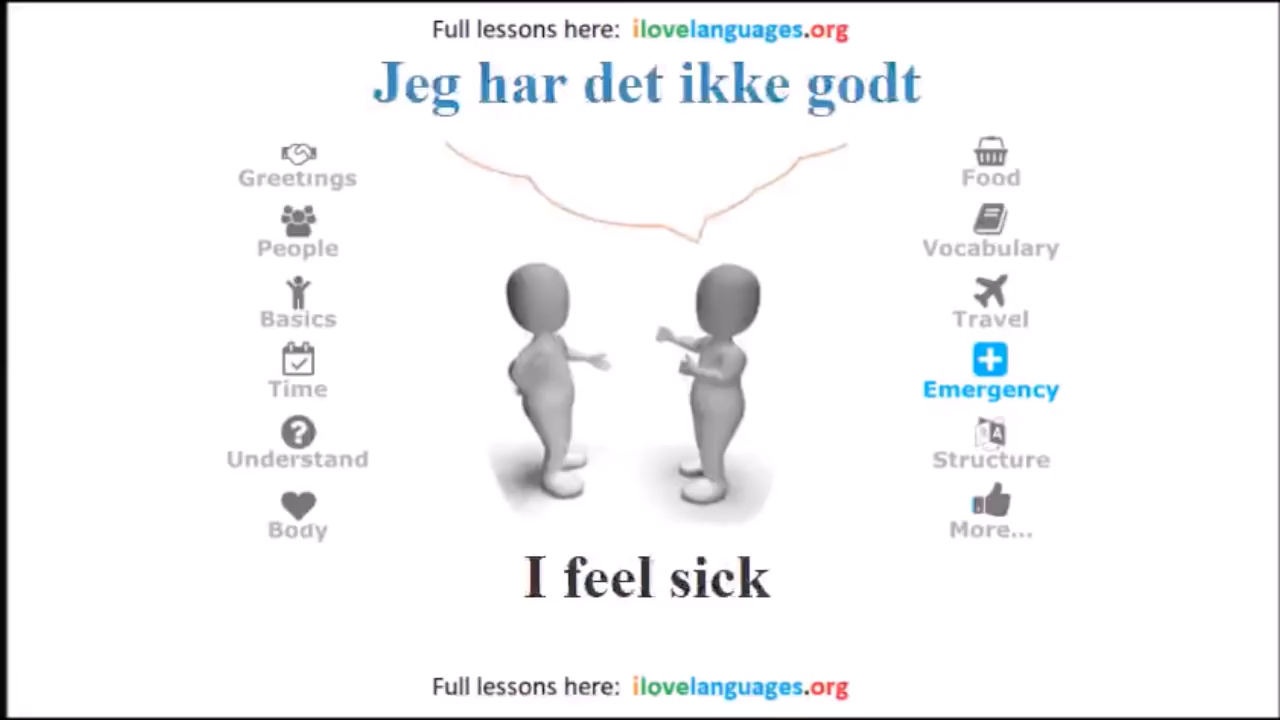 Full lessons here: ilovelanguages.org
Jeg har det ikke godt
Greetings
People
Basics
Time
Understand
Body
Food
Vocabulary
Travel
Emergency
Structure
More...
I feel sick
Full lessons here: ilovelanguages.org